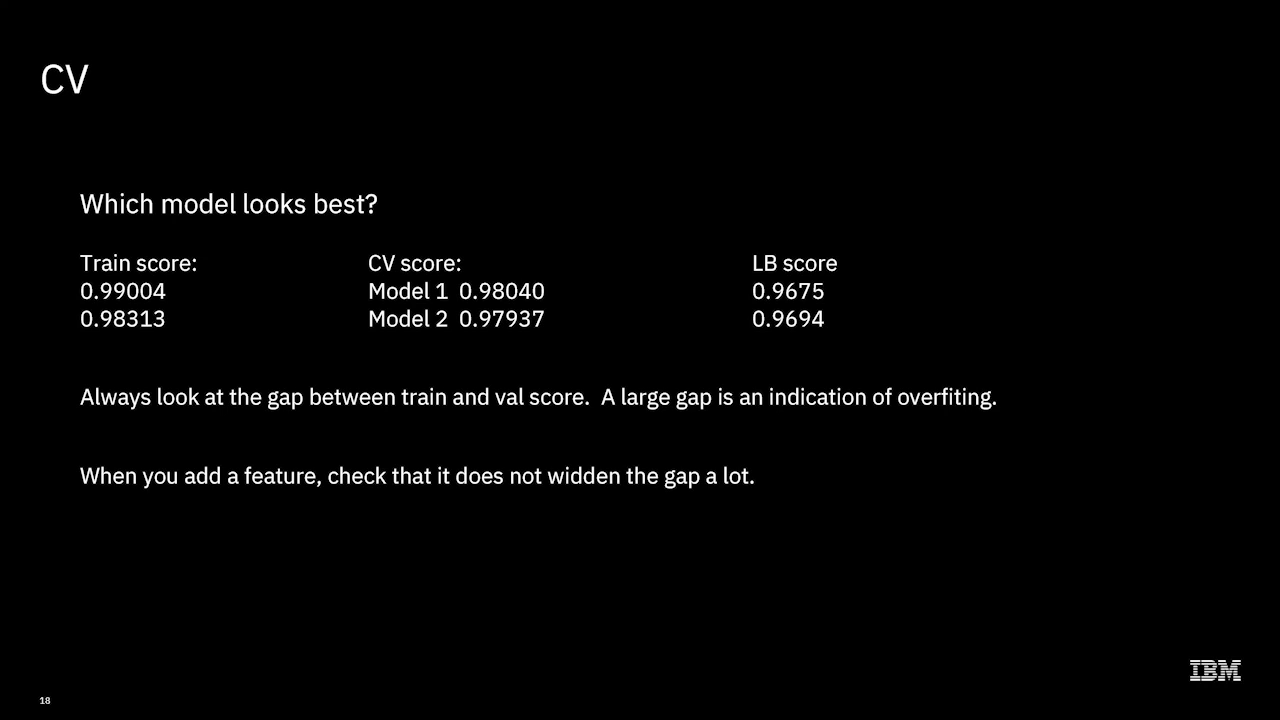 CV
Which model looks best?
Train score: CV score: LB score
0.99004 Model 1 0.98040 0.9675
0.98313 Model 2 0.97937 0.9694
Always look at the gap between train and val score. A large gap is an indication of overfiting.
When you add a feature, check that it does not widden the gap a lot.
IBM
18